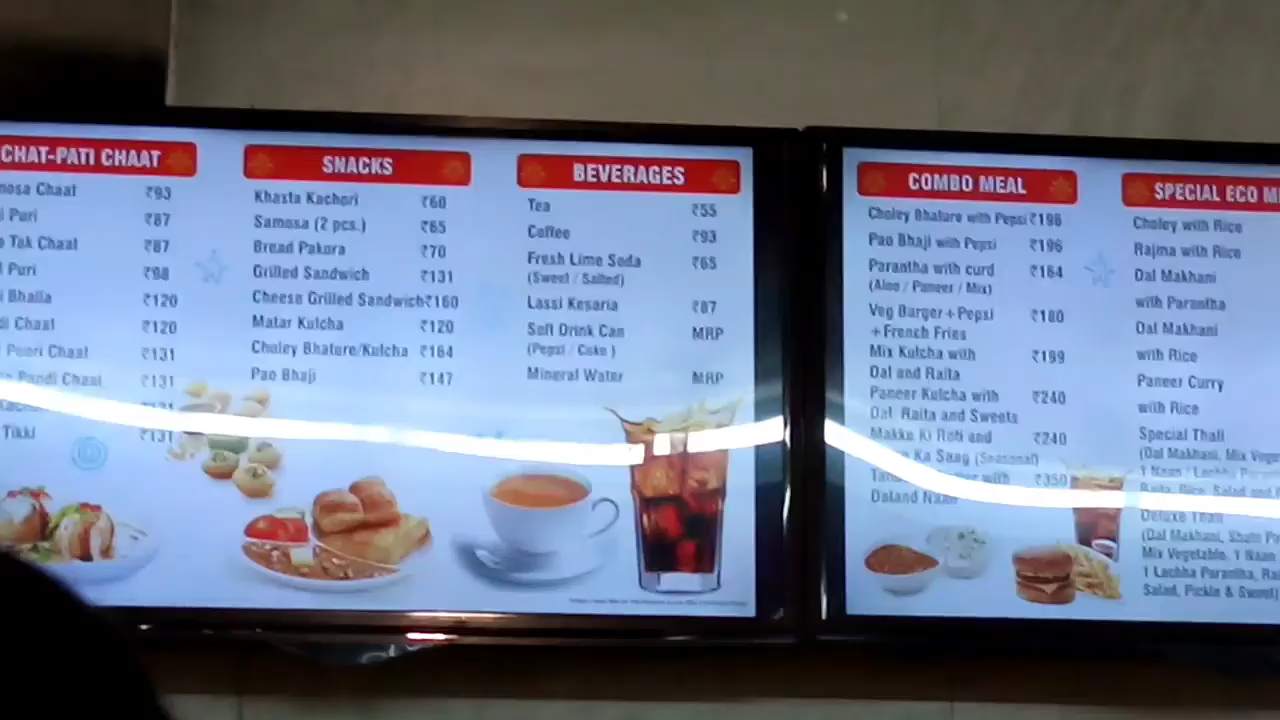 CHAT-PATI CHAAT
Chaat ₹93
Puri ₹87
Tak Chaat ₹87
Puri ₹98
Bhalla ₹120
Chaat ₹120
Poori Chaat ₹131
Pandi Chaat ₹131
₹131
Tikki ₹131
SNACKS
Khasta Kachori ₹60
Samosa (2 pcs.) ₹65
Bread Pakora ₹70
Grilled Sandwich ₹131
Cheese Grilled Sandwich ₹160
Matar Kulcha ₹120
Choley Bhature/Kulcha ₹164
Pao Bhaji ₹147
BEVERAGES
Tea ₹55
Coffee ₹93
Fresh Lime Soda ₹65
(Sweet / Salted)
Lassi Kesaria ₹87
Soft Drink Can MRP
(Pepsi / Coke)
Mineral Water MRP
COMBO MEAL
Choley Bhature with Pepsi ₹196
Pao Bhaji with Pepsi ₹196
Parantha with curd ₹164
(Aloo / Paneer / Mix)
Veg Burger + Pepsi ₹180
+ French Fries
Mix Kulcha with ₹199
Dal and Raita
Paneer Kulcha with ₹240
Dal Raita and Sweets
Makke Ki Roti and ₹240
Ka Saag (Seasonal)
with ₹350
Dal and Naan
SPECIAL ECO
Choley with Rice
Rajma with Rice
Dal Makhani
with Parantha
Dal Makhani
with Rice
Paneer Curry
with Rice
Special Thali
(Dal Makhani, Mix
1 Naan / Lachha
Raita, Rice, Salad and
Deluxe Thali
(Dal Makhani, Shahi
Mix Vegetable, 1 Naan
1 Lachha Parantha,
Salad, Pickle & Sweet)